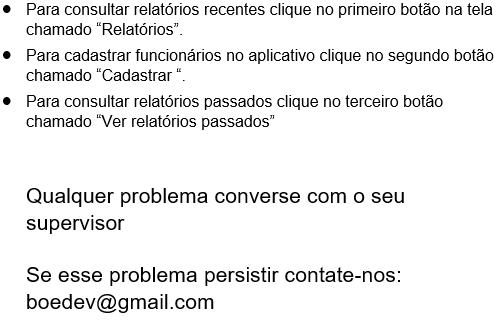 ● Para consultar relatórios recentes clique no primeiro botão na tela
chamado “Relatórios”.
● Para cadastrar funcionários no aplicativo clique no segundo botão
chamado “Cadastrar “.
● Para consultar relatórios passados clique no terceiro botão
chamado “Ver relatórios passados”
Qualquer problema converse com o seu
supervisor
Se esse problema persistir contate-nos:
boedev@gmail.com